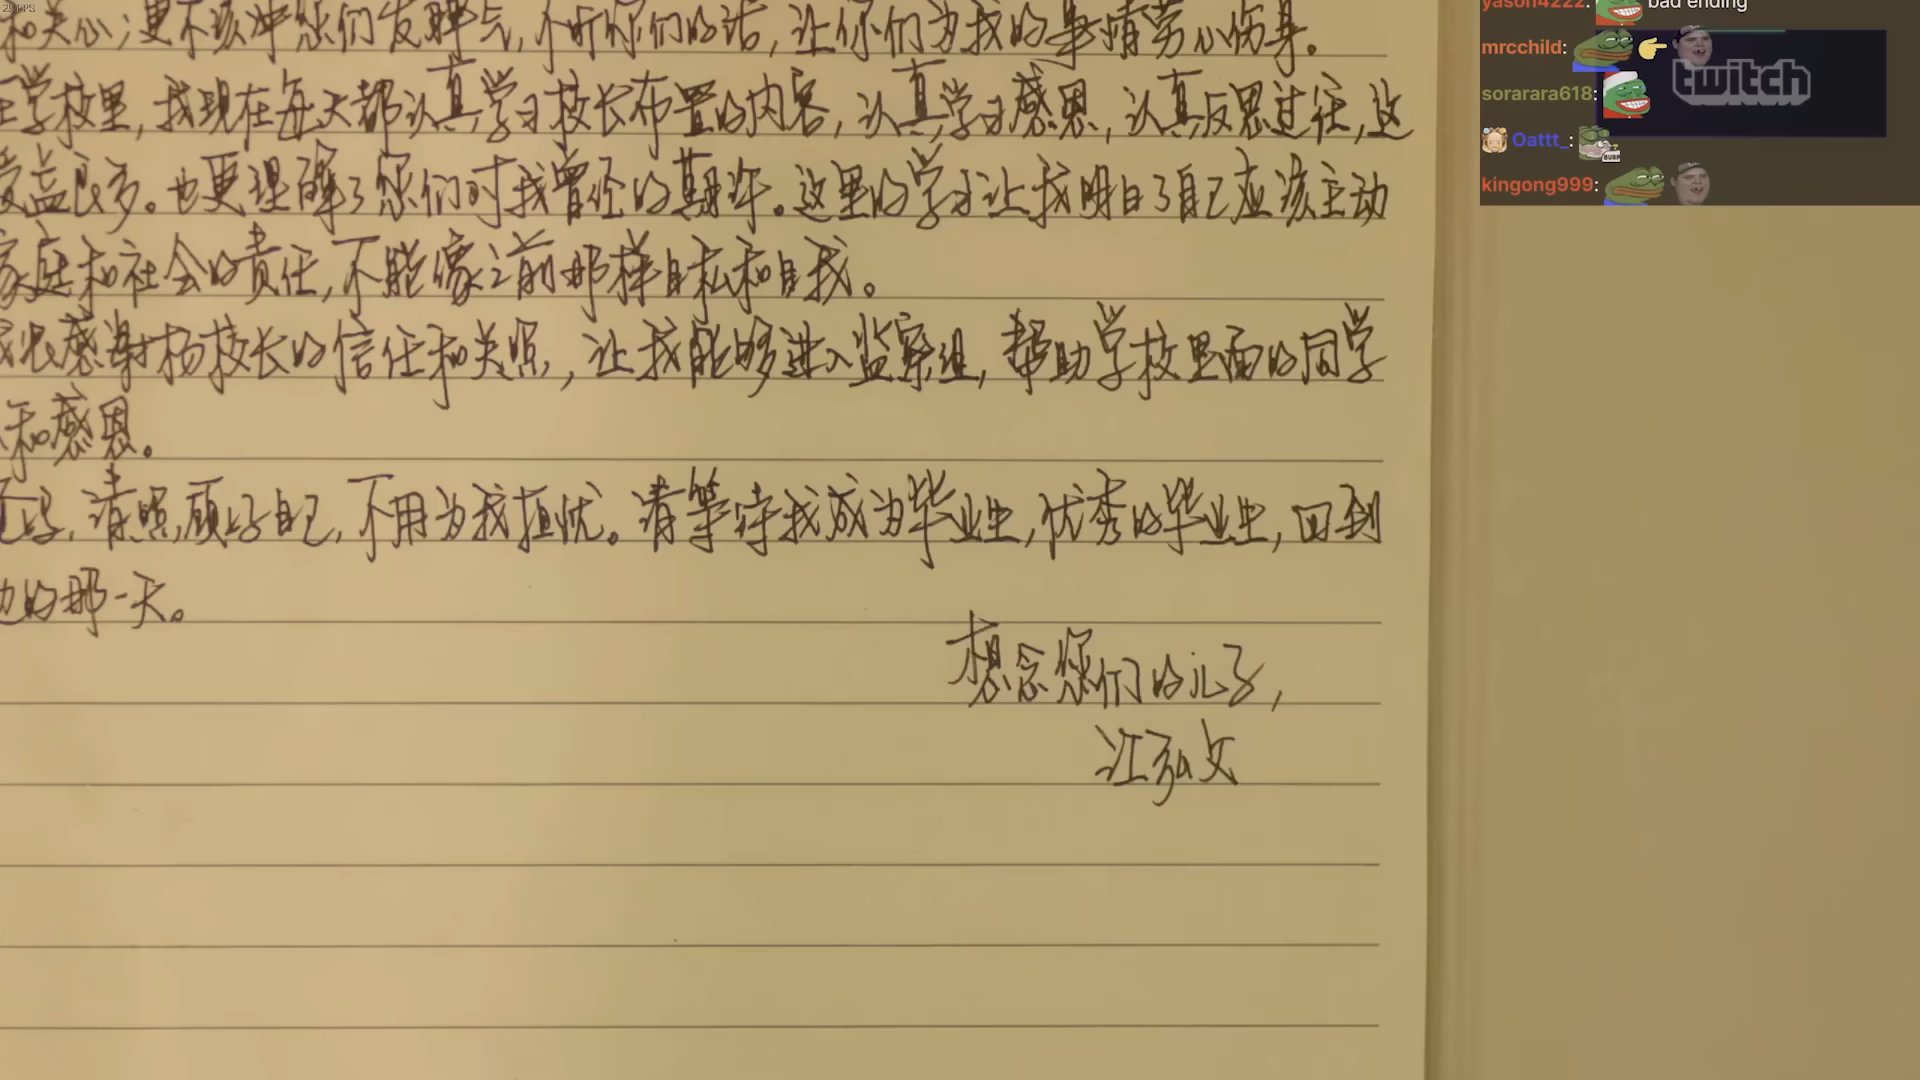 和关心；更不该冲您们发脾气，不听你们的话，让你们为我的事情劳心伤身。
在学校里，我现在每天都认真学习校长布置的内容，认真学习感恩，认真反思过往，这
受益良多。也更理解了您们对我曾经的期许。这里的学习让我明白了自己应该主动
家庭和社会的责任，不能像之前那样自私和自我。
我很感谢杨校长的信任和关照，让我能够进入监察组，帮助学校里面的同学
和感恩。
请照顾好自己，不用为我担忧。请等待我成为毕业生，优秀的毕业生，回到
边的那一天。
想念您们的儿子，
江弘文
yason4222: bad ending
mrcchild:
twitch
sorarara618:
Oattt_:
BURP
kingong999: